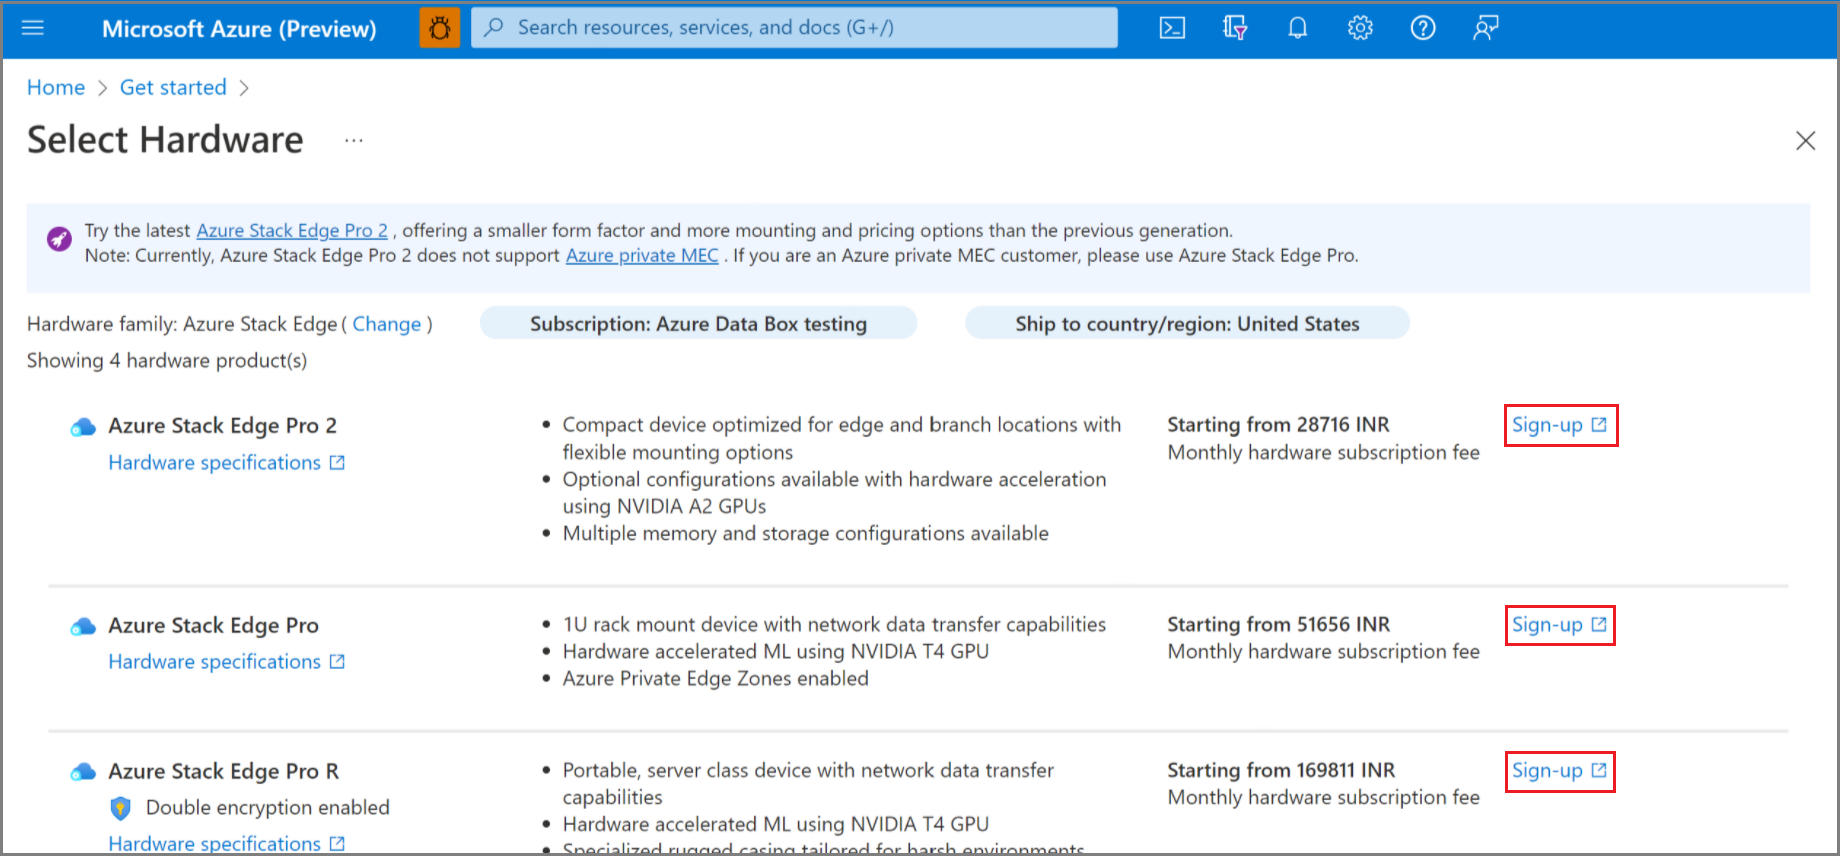 Microsoft Azure (Preview)
Search resources, services, and docs (G+/)
Home > Get started >
Select Hardware ...
Try the latest Azure Stack Edge Pro 2 , offering a smaller form factor and more mounting and pricing options than the previous generation.
Note: Currently, Azure Stack Edge Pro 2 does not support Azure private MEC . If you are an Azure private MEC customer, please use Azure Stack Edge Pro.
Hardware family: Azure Stack Edge ( Change )
Subscription: Azure Data Box testing
Ship to country/region: United States
Showing 4 hardware product(s)
Azure Stack Edge Pro 2
Hardware specifications
• Compact device optimized for edge and branch locations with
flexible mounting options
• Optional configurations available with hardware acceleration
using NVIDIA A2 GPUs
• Multiple memory and storage configurations available
Starting from 28716 INR
Monthly hardware subscription fee
Sign-up
Azure Stack Edge Pro
Hardware specifications
• 1U rack mount device with network data transfer capabilities
• Hardware accelerated ML using NVIDIA T4 GPU
• Azure Private Edge Zones enabled
Starting from 51656 INR
Monthly hardware subscription fee
Sign-up
Azure Stack Edge Pro R
Double encryption enabled
Hardware specifications
• Portable, server class device with network data transfer
capabilities
• Hardware accelerated ML using NVIDIA T4 GPU
• Specialized rugged casing tailored for harsh environments
Starting from 169811 INR
Monthly hardware subscription fee
Sign-up